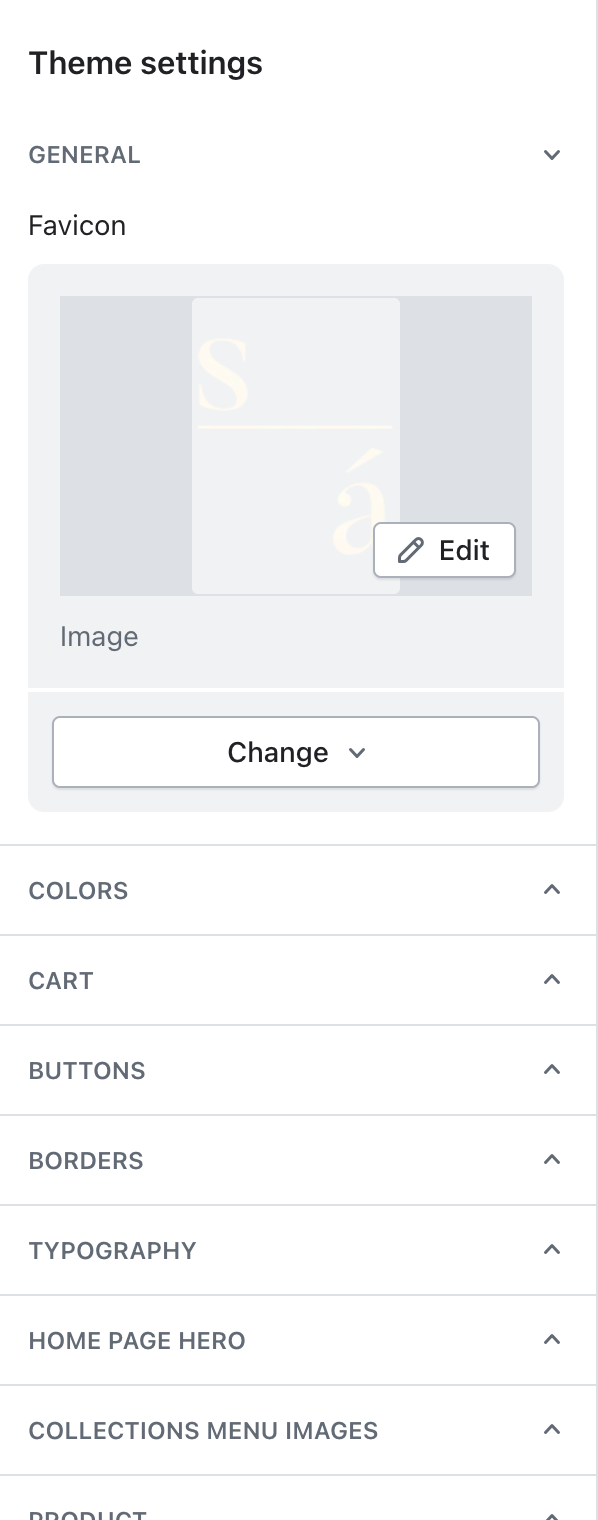 Theme settings
GENERAL
Favicon
s
á
Edit
Image
Change
COLORS
CART
BUTTONS
BORDERS
TYPOGRAPHY
HOME PAGE HERO
COLLECTIONS MENU IMAGES
PRODUCT